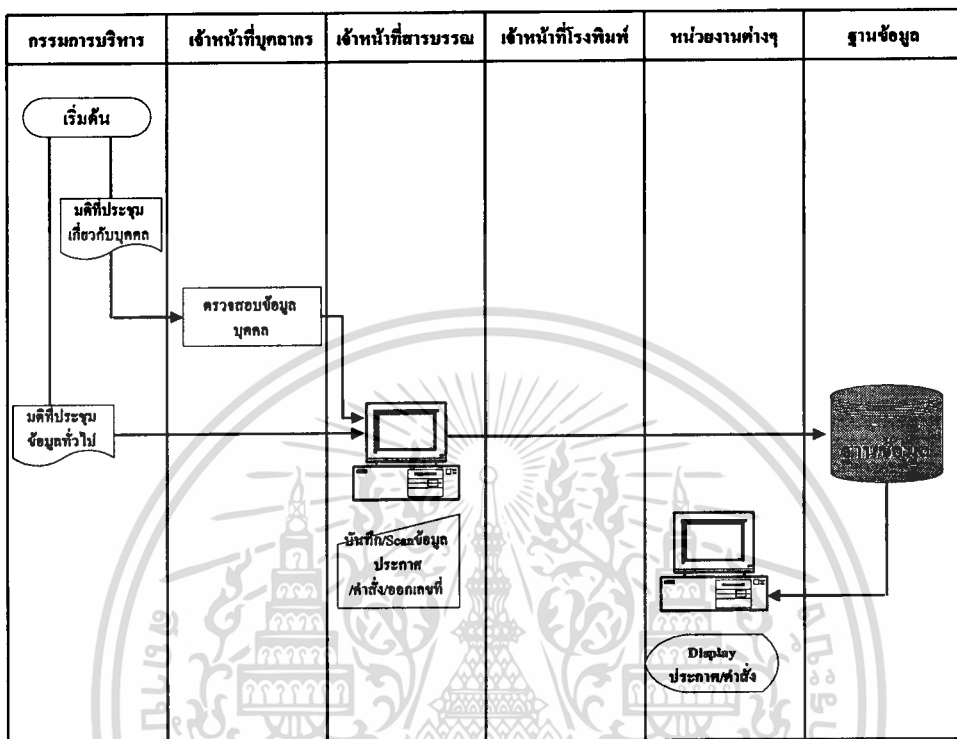 กรรมการบริหาร
เจ้าหน้าที่บุคลากร
เจ้าหน้าที่สารบรรณ
เจ้าหน้าที่โรงพิมพ์
หน่วยงานต่างๆ
ฐานข้อมูล
เริ่มต้น
มติที่ประชุม
เกี่ยวกับบุคคล
ตรวจสอบข้อมูล
บุคคล
มติที่ประชุม
ข้อมูลทั่วไป
ฐานข้อมูล
บันทึก/Scanข้อมูล
ประกาศ
/คำสั่ง/ออกเลขที่
Display
ประกาศ/คำสั่ง